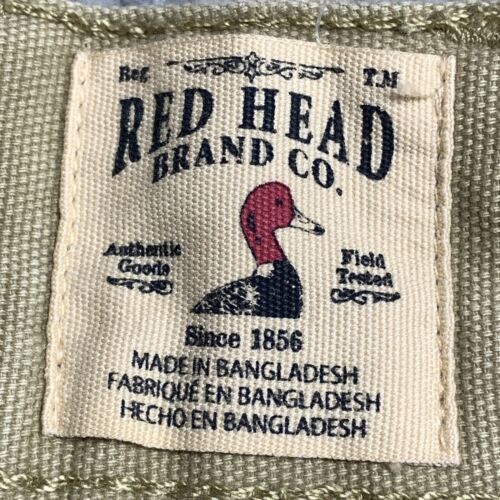 Reg T.M
RED HEAD
BRAND CO.
Authentic
Goods
Field
Tested
Since 1856
MADE IN BANGLADESH
FABRIQUÉ EN BANGLADESH
HECHO EN BANGLADESH